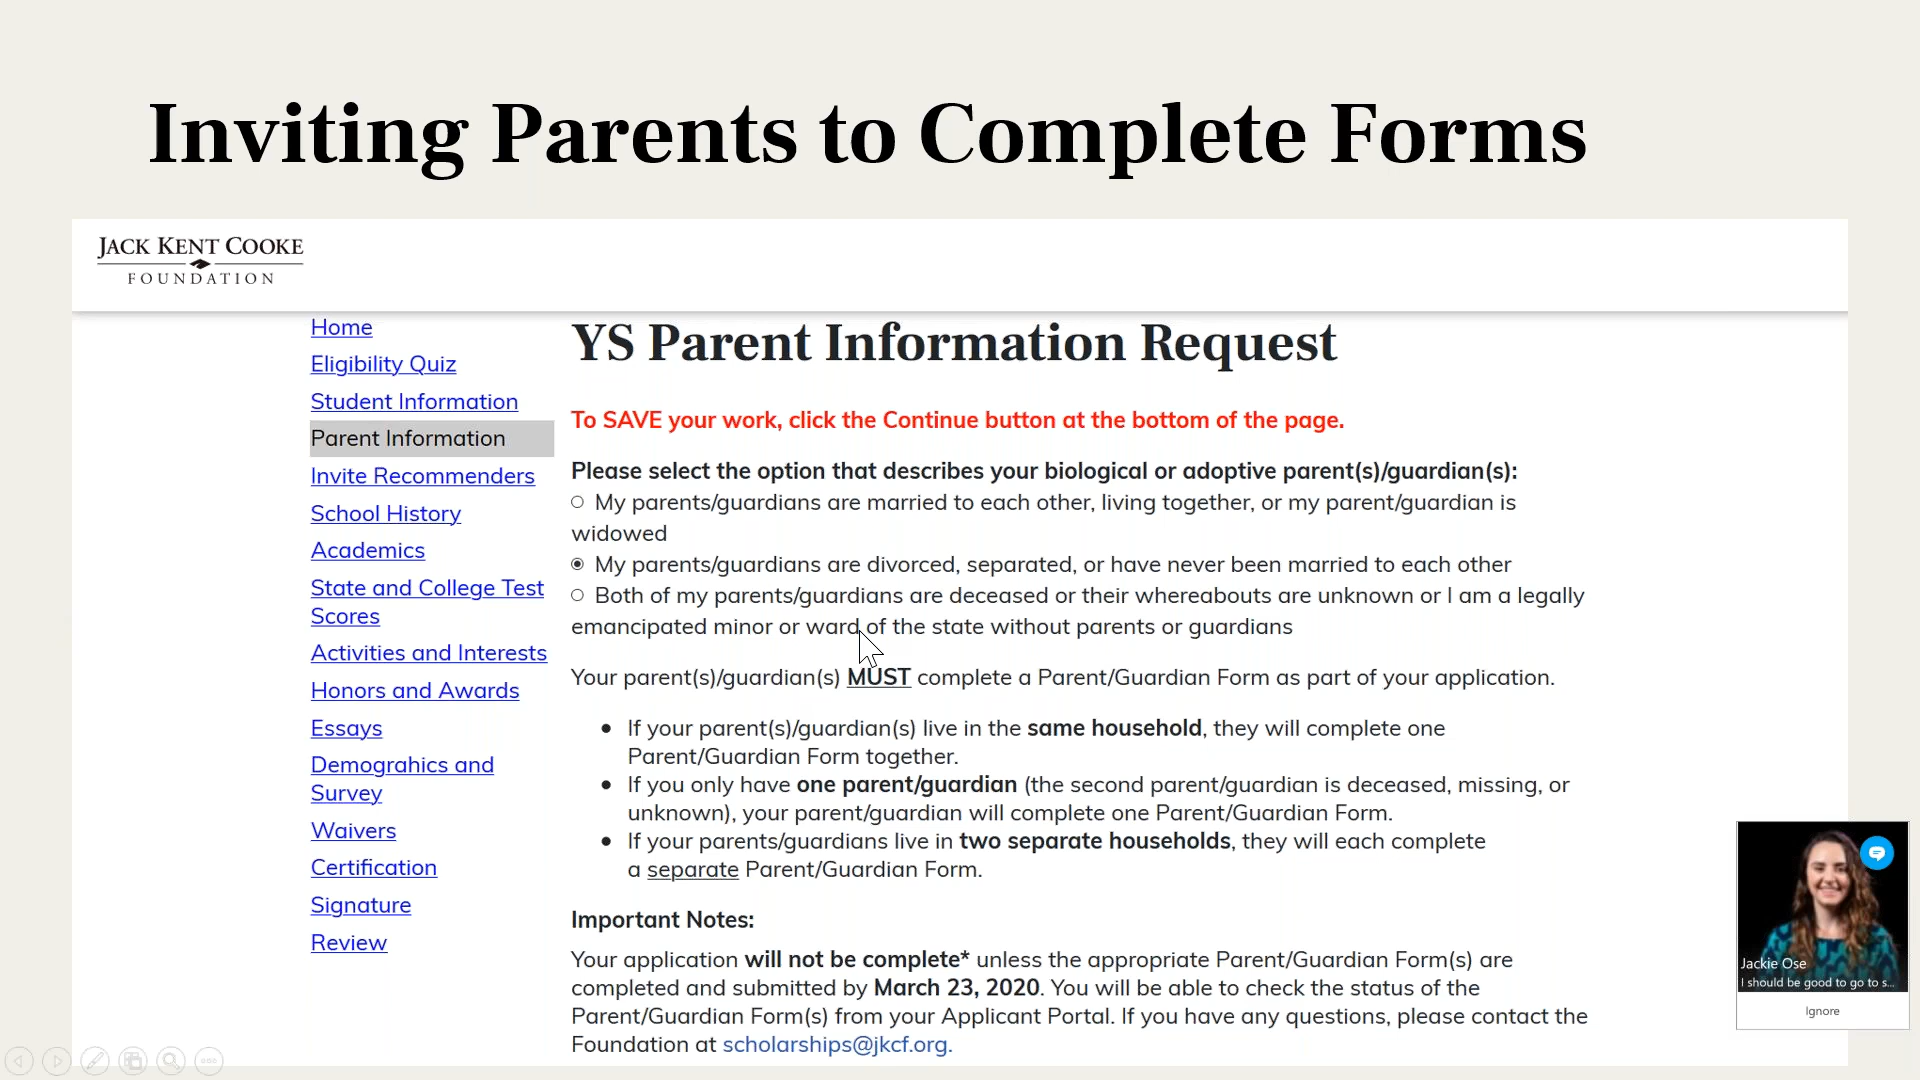 Inviting Parents to Complete Forms
JACK KENT COOKE
FOUNDATION
Home
Eligibility Quiz
Student Information
Parent Information
Invite Recommenders
School History
Academics
State and College Test
Scores
Activities and Interests
Honors and Awards
Essays
Demograhics and
Survey
Waivers
Certification
Signature
Review
YS Parent Information Request
To SAVE your work, click the Continue button at the bottom of the page.
Please select the option that describes your biological or adoptive parent(s)/guardian(s):
My parents/guardians are married to each other, living together, or my parent/guardian is
widowed
My parents/guardians are divorced, separated, or have never been married to each other
Both of my parents/guardians are deceased or their whereabouts are unknown or I am a legally
emancipated minor or ward of the state without parents or guardians
Your parent(s)/guardian(s) MUST complete a Parent/Guardian Form as part of your application.
• If your parent(s)/guardian(s) live in the same household, they will complete one
Parent/Guardian Form together.
• If you only have one parent/guardian (the second parent/guardian is deceased, missing, or
unknown), your parent/guardian will complete one Parent/Guardian Form.
• If your parents/guardians live in two separate households, they will each complete
a separate Parent/Guardian Form.
Important Notes:
Your application will not be complete* unless the appropriate Parent/Guardian Form(s) are
completed and submitted by March 23, 2020. You will be able to check the status of the
Parent/Guardian Form(s) from your Applicant Portal. If you have any questions, please contact the
Foundation at scholarships@jkcf.org.
Jackie Ose
I should be good to go to s...
Ignore